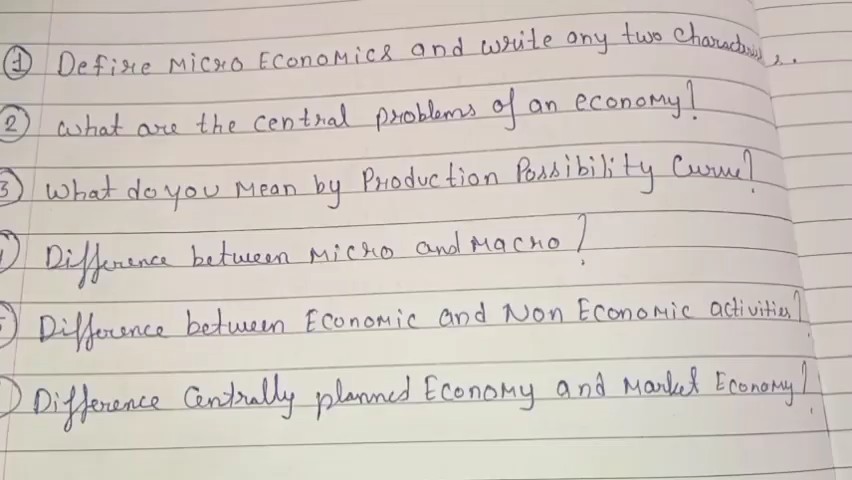 ① Define Micro Economics and write any two characters..
② What are the central problems of an economy?
3 What do you Mean by Production Possibility Curve?
Difference between Micro and Macro?
Difference between Economic and Non Economic activities?
Difference Centrally planned Economy and Market Economy?